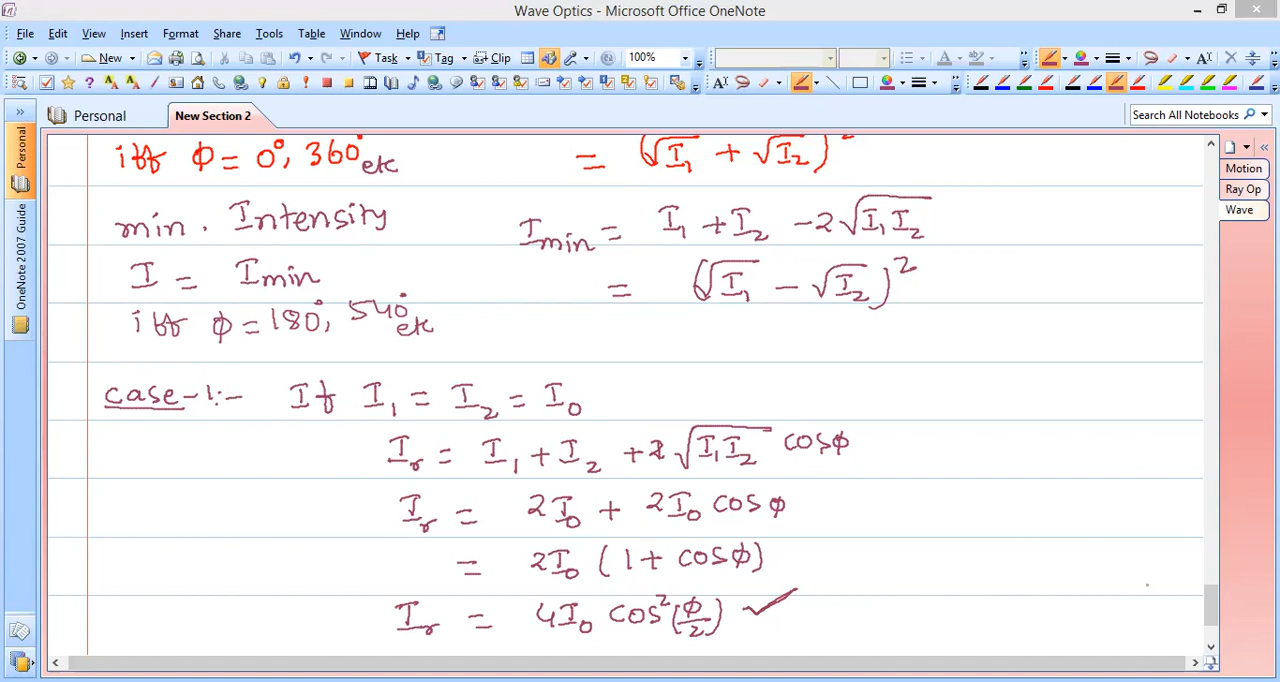 Wave Optics - Microsoft Office OneNote
File Edit View Insert Format Share Tools Table Window Help
New Task Tag Clip 100%
Personal New Section 2 Search All Notebooks
Personal
OneNote 2007 Guide
Motion
Ray Op
Wave
iff φ = 0°, 360° etc = (√I₁ + √I₂)²
min. Intensity Imin = I₁ + I₂ - 2√I₁I₂
I = Imin = (√I₁ - √I₂)²
iff φ = 180°, 540° etc
case-1:- If I₁ = I₂ = I₀
Iᵣ = I₁ + I₂ + 2√I₁I₂ cosφ
Iᵣ = 2I₀ + 2I₀ cosφ
= 2I₀ (1 + cosφ)
Iᵣ = 4I₀ cos²(φ/2) ✓